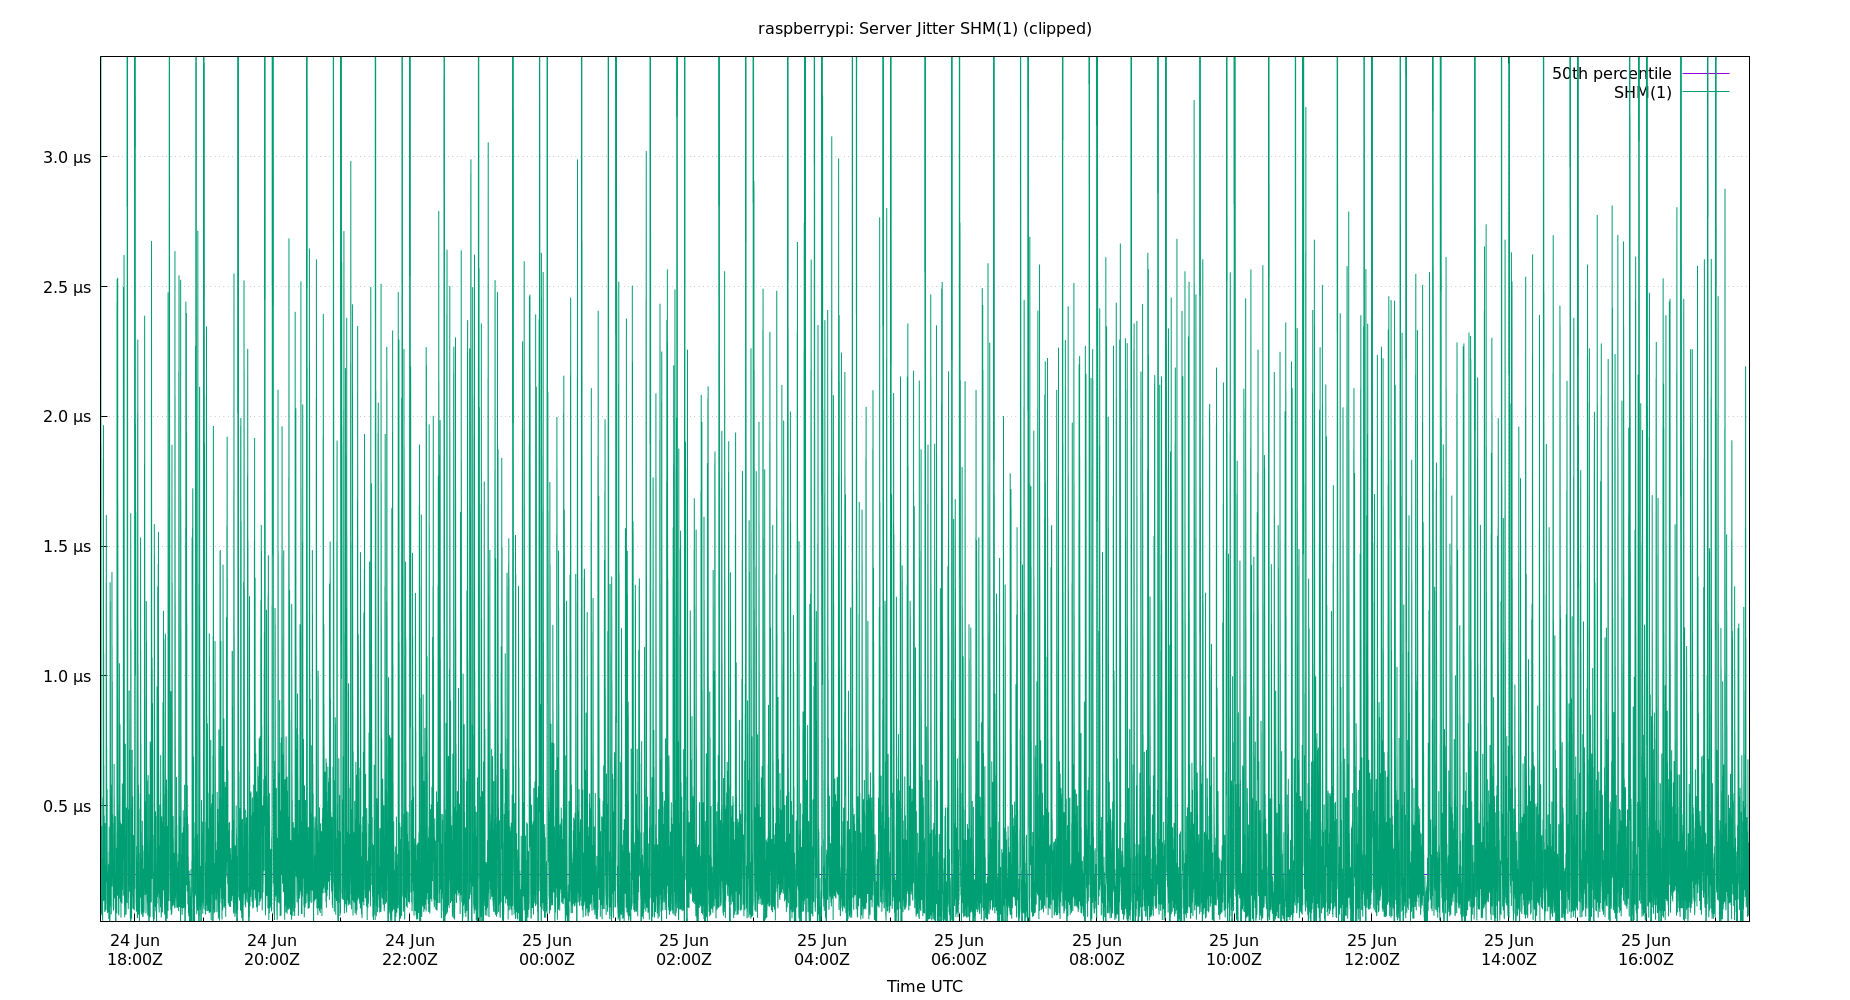 raspberrypi: Server Jitter SHM(1) (clipped)
50th percentile
SHM(1)
3.0 µs
2.5 µs
2.0 µs
1.5 µs
1.0 µs
0.5 µs
24 Jun 24 Jun 24 Jun 25 Jun 25 Jun 25 Jun 25 Jun 25 Jun 25 Jun 25 Jun 25 Jun 25 Jun
18:00Z 20:00Z 22:00Z 00:00Z 02:00Z 04:00Z 06:00Z 08:00Z 10:00Z 12:00Z 14:00Z 16:00Z
Time UTC